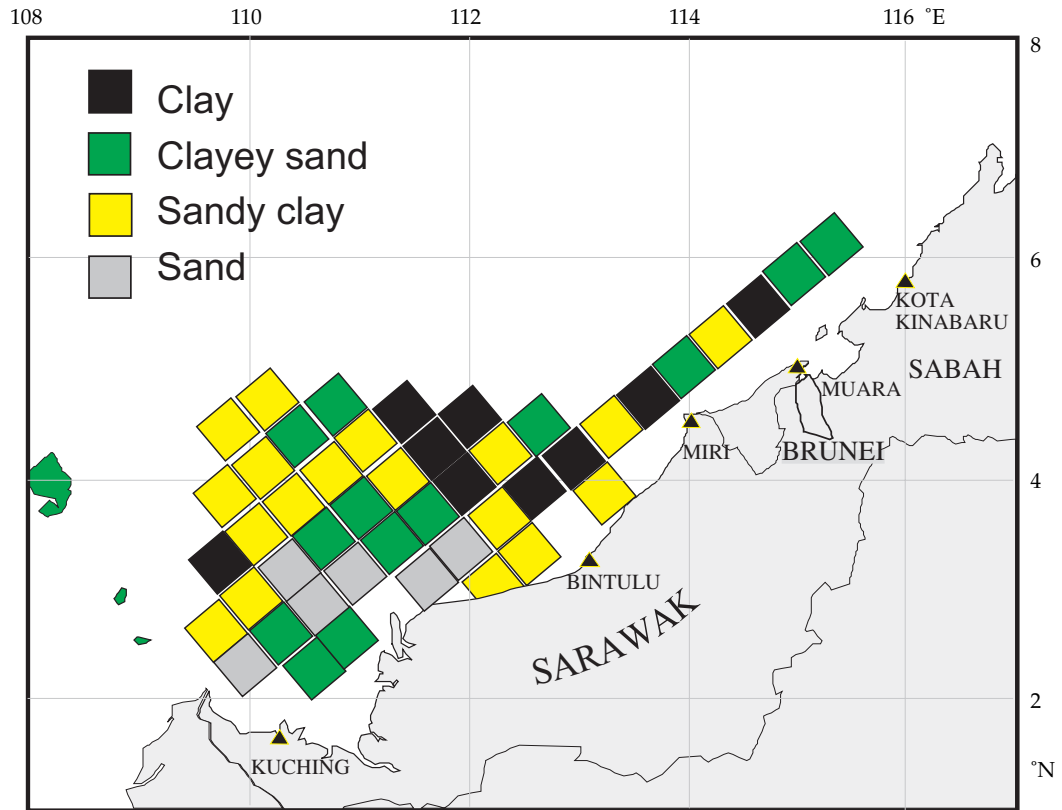 108 110 112 114 116 °E
8
Clay
Clayey sand
Sandy clay
Sand
6
KOTA
KINABARU
SABAH
MUARA
MIRI
BRUNEI
4
BINTULU
SARAWAK
2
KUCHING
°N